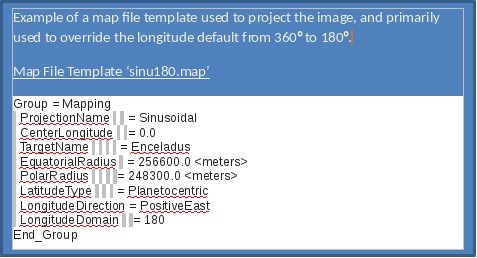 Example of a map file template used to project the image, and primarily
used to override the longitude default from 360° to 180°.
Map File Template ‘sinu180.map’
Group = Mapping
ProjectionName = Sinusoidal
CenterLongitude = 0.0
TargetName = Enceladus
EquatorialRadius = 256600.0 <meters>
PolarRadius = 248300.0 <meters>
LatitudeType = Planetocentric
LongitudeDirection = PositiveEast
LongitudeDomain = 180
End_Group